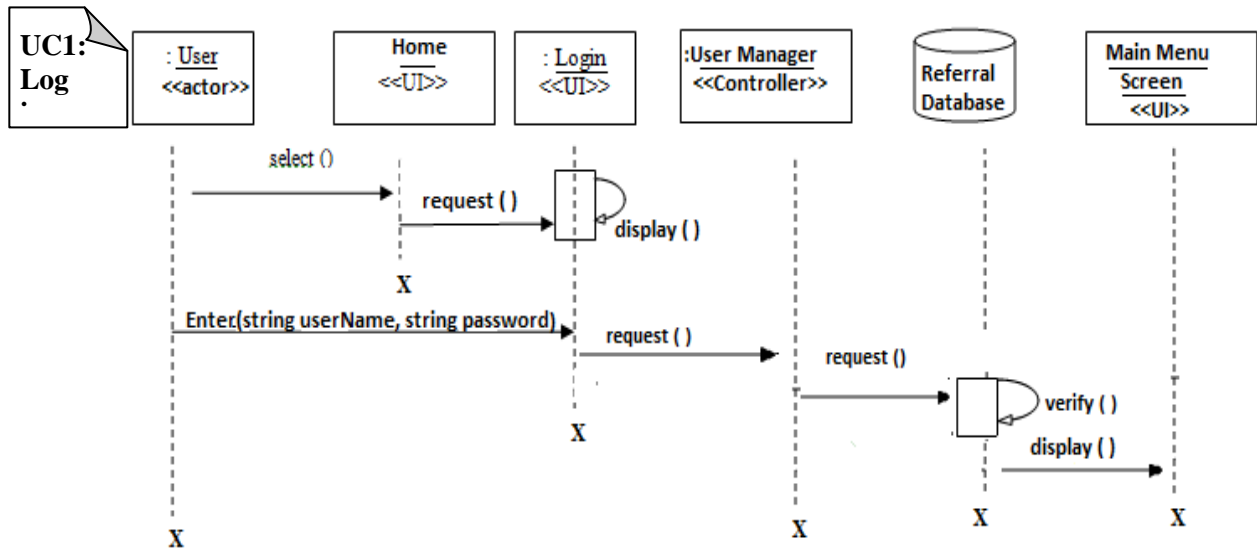 UC1:
Log
: User
<<actor>>
Home
<<UI>>
: Login
<<UI>>
:User Manager
<<Controller>>
Referral
Database
Main Menu
Screen
<<UI>>
select ()
request ( )
display ( )
X
Enter(string userName, string password)
request ( )
request ()
verify ( )
X
display ( )
X
X
X
X